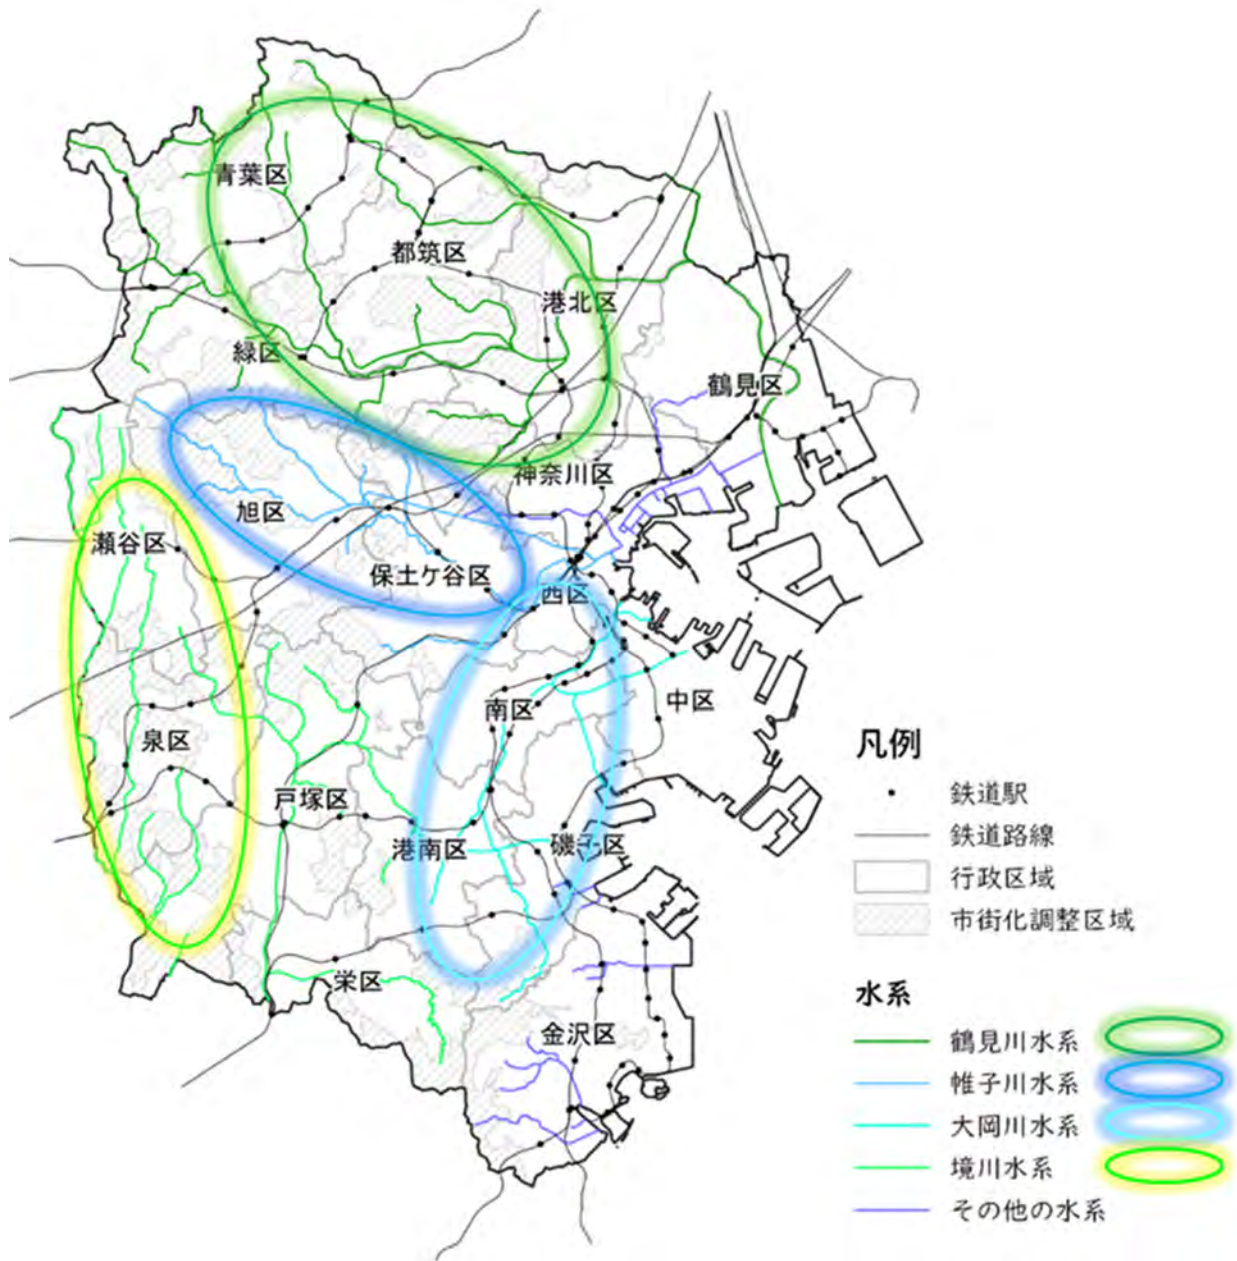 青葉区
都筑区
港北区
緑区
鶴見区
神奈川区
旭区
瀬谷区
保土ケ谷区
西区
南区
中区
泉区
戸塚区
港南区
磯子区
栄区
金沢区
凡例
鉄道駅
鉄道路線
行政区域
市街化調整区域
水系
鶴見川水系
帷子川水系
大岡川水系
境川水系
その他の水系